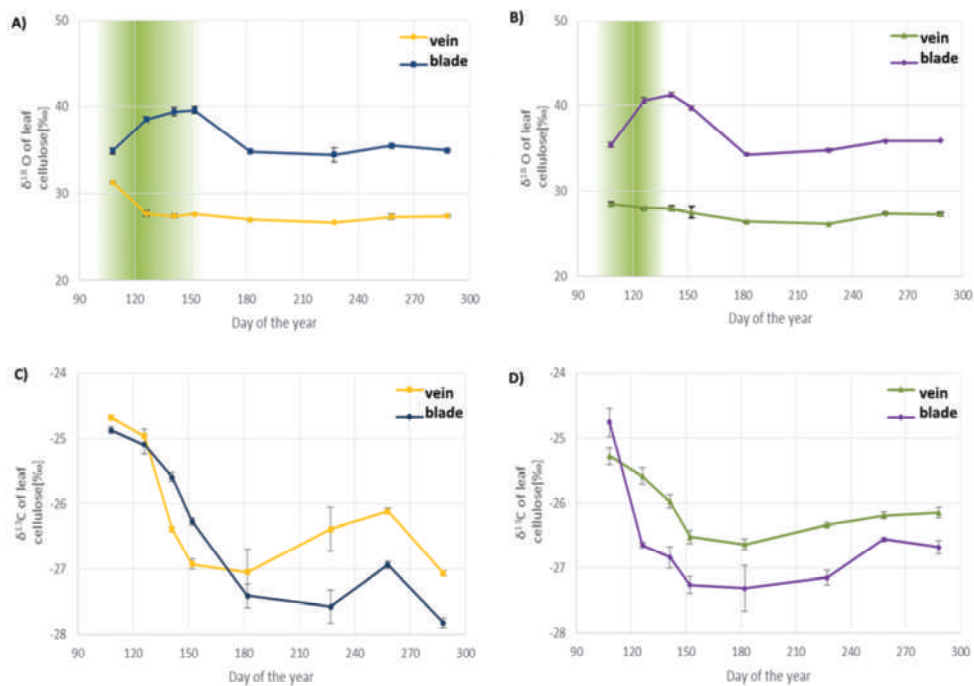 A)
50
40
30
20
δ¹⁸ O of leaf
cellulose[‰]
vein
blade
90 120 150 180 210 240 270 300
Day of the year
B)
50
40
30
20
δ¹⁸ O of leaf
cellulose[‰]
vein
blade
90 120 150 180 210 240 270 300
Day of the year
C)
-24
-25
-26
-27
-28
δ¹³C of leaf
cellulose[‰]
vein
blade
90 120 150 180 210 240 270 300
Day of the year
D)
-24
-25
-26
-27
-28
δ¹³C of leaf
cellulose[‰]
vein
blade
90 120 150 180 210 240 270 300
Day of the year